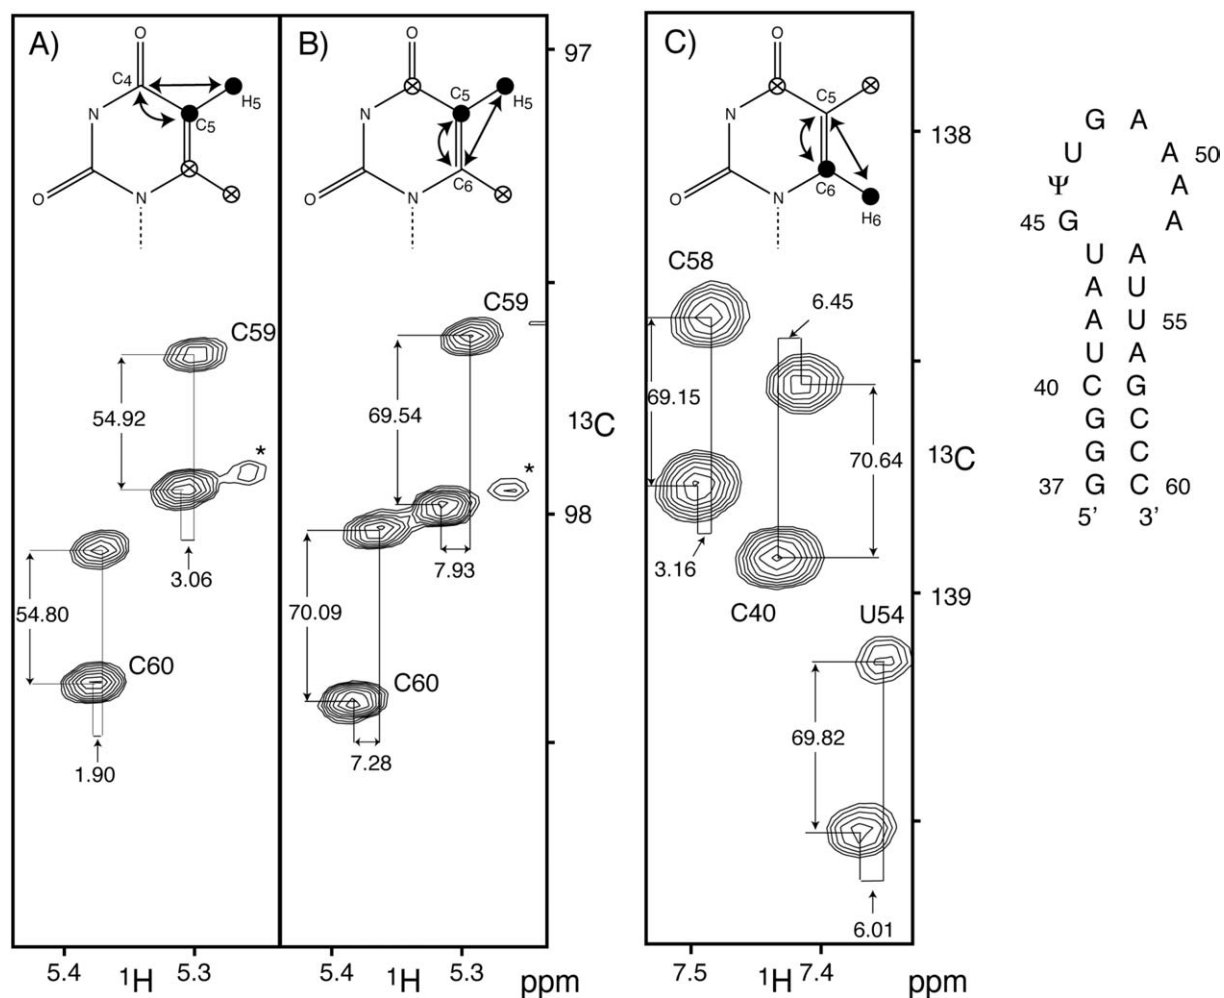 A)
O
C4
H5
C5
N
O
N
C59
54.92
*
3.06
54.80
C60
1.90
5.4
5.3
1H
B)
O
C5
H5
N
C6
O
N
C59
69.54
*
7.93
70.09
C60
7.28
5.4
5.3
1H
ppm
97
13C
98
C)
O
C5
N
C6
O
N
H6
C58
6.45
69.15
70.64
3.16
C40
U54
69.82
6.01
7.5
7.4
1H
ppm
138
13C
139
G A
U A 50
Ψ A
45 G A
U A
A U
A U 55
U A
40 C G
G C
G C
37 G C 60
5’ 3’